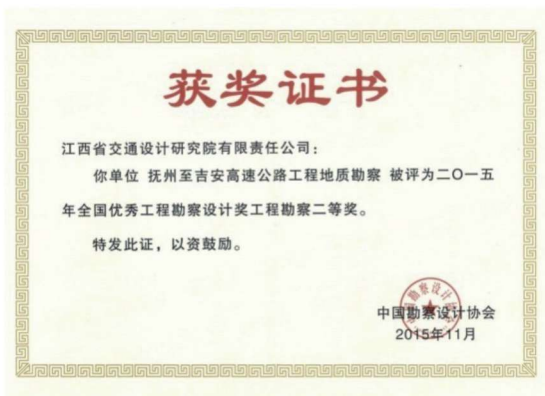 获奖证书
江西省交通设计研究院有限责任公司：
你单位 抚州至吉安高速公路工程地质勘察 被评为二〇一五
年全国优秀工程勘察设计奖工程勘察二等奖。
特发此证，以资鼓励。
中国勘察设计协会
2015年11月